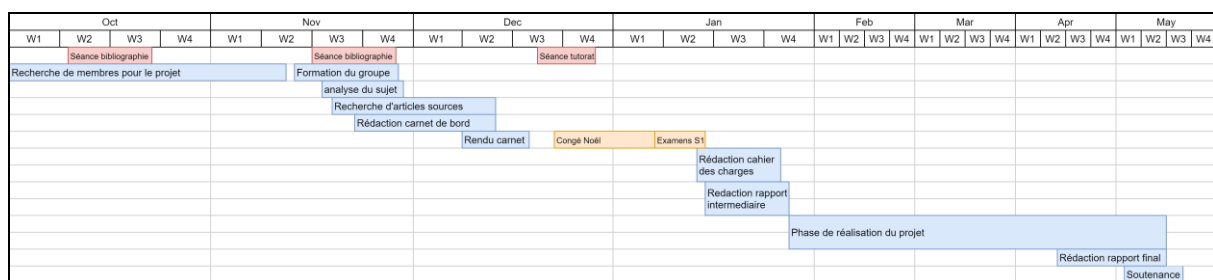 Oct Nov Dec Jan Feb Mar Apr May
W1 W2 W3 W4 W1 W2 W3 W4 W1 W2 W3 W4 W1 W2 W3 W4 W1 W2 W3 W4 W1 W2 W3 W4 W1 W2 W3 W4 W1 W2 W3 W4
Séance bibliographie Séance bibliographie Séance tutorat
Recherche de membres pour le projet Formation du groupe
analyse du sujet
Recherche d'articles sources
Rédaction carnet de bord
Rendu carnet Congé Noël Examens S1
Rédaction cahier
des charges
Redaction rapport
intermediaire
Phase de réalisation du projet
Rédaction rapport final
Soutenance